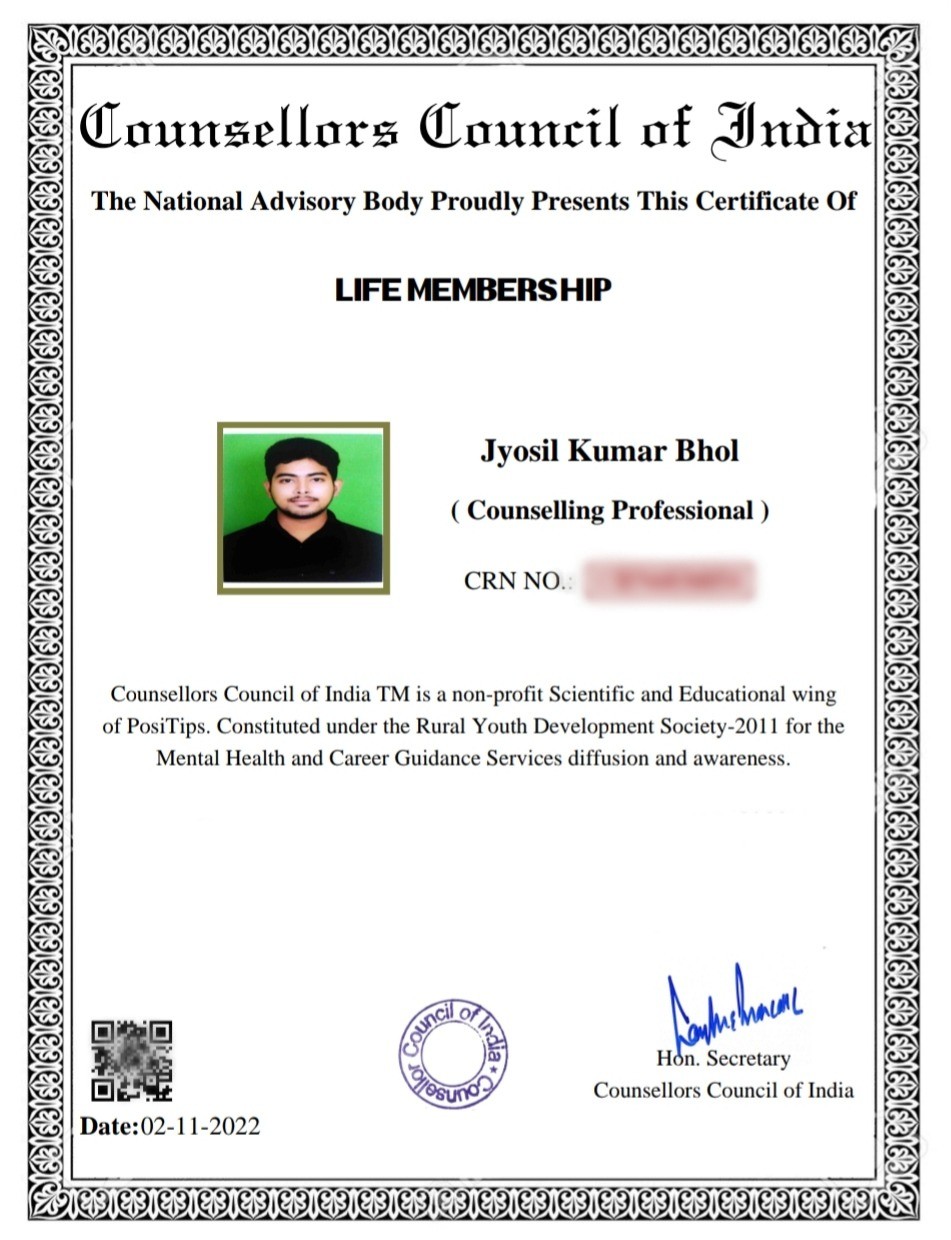 Counsellors Council of India
The National Advisory Body Proudly Presents This Certificate Of
LIFE MEMBERSHIP
Jyosil Kumar Bhol
( Counselling Professional )
CRN NO.:
Counsellors Council of India TM is a non-profit Scientific and Educational wing
of PosiTips. Constituted under the Rural Youth Development Society-2011 for the
Mental Health and Career Guidance Services diffusion and awareness.
Counsellor Council of India
Hon. Secretary
Counsellors Council of India
Date:02-11-2022